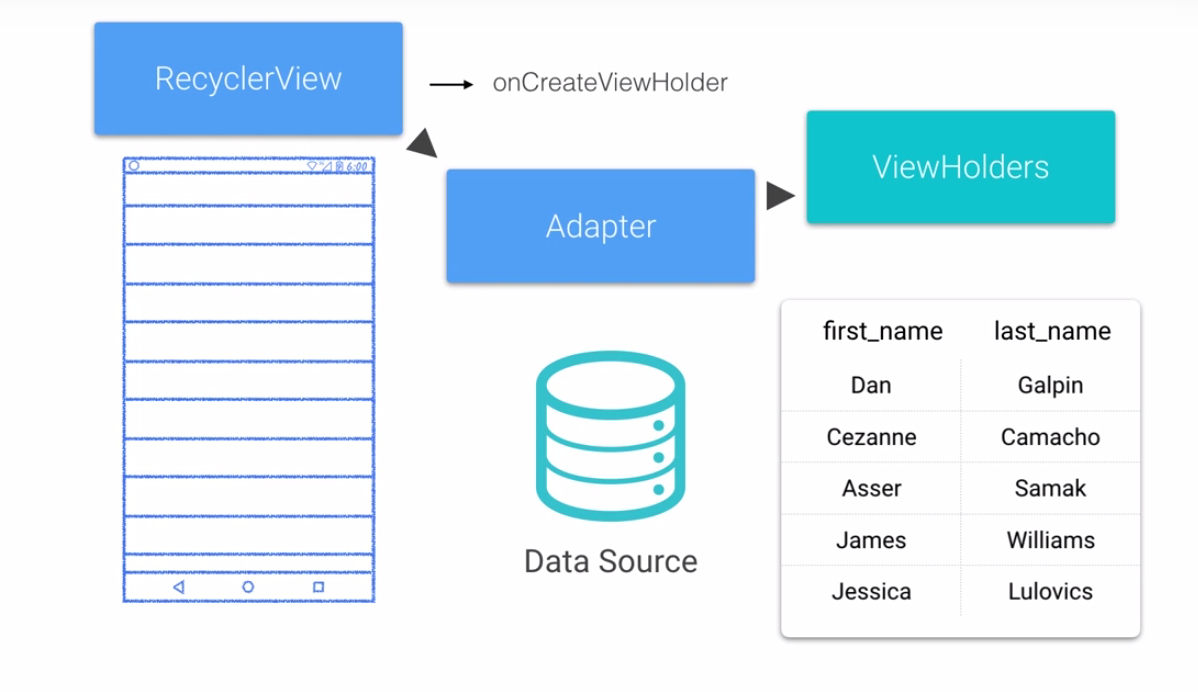 RecyclerView
onCreateViewHolder
ViewHolders
Adapter
6:00
first_name last_name
Dan Galpin
Cezanne Camacho
Asser Samak
James Williams
Jessica Lulovics
Data Source